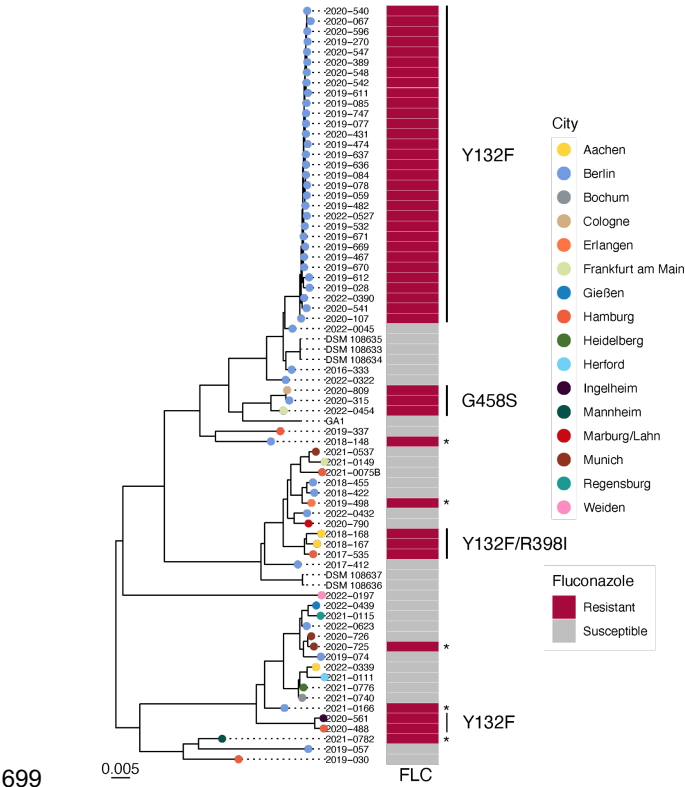 2020-540
2020-067
2020-596
2019-270
2020-547
2020-389
2020-548
2020-542
2019-611
2019-085
2019-747
2019-077
2020-431
2019-474
2019-637
2019-636
2019-084
2019-078
2019-059
2019-482
2022-0527
2019-532
2019-671
2019-669
2019-467
2019-670
2019-612
2019-028
2022-0390
2020-541
2020-107
Y132F
2022-0045
DSM 108635
DSM 108633
DSM 108634
2016-333
2022-0322
2020-809
2020-315
2022-0454
G458S
GA1
2019-337
2018-148 *
2021-0537
2021-0149
2021-0075B
2018-455
2018-422
2019-498 *
2022-0432
2020-790
2018-168
2018-167
2017-535
Y132F/R398I
2017-412
DSM 108637
DSM 108636
2022-0197
2022-0439
2021-0115
2022-0623
2020-726
2020-725 *
2019-074
2022-0339
2021-0111
2021-0776
2021-0740
2021-0166 *
2020-561
2020-488
Y132F
2021-0782 *
2019-057
2019-030
0.005
FLC
City
Aachen
Berlin
Bochum
Cologne
Erlangen
Frankfurt am Main
Gießen
Hamburg
Heidelberg
Herford
Ingelheim
Mannheim
Marburg/Lahn
Munich
Regensburg
Weiden
Fluconazole
Resistant
Susceptible
699